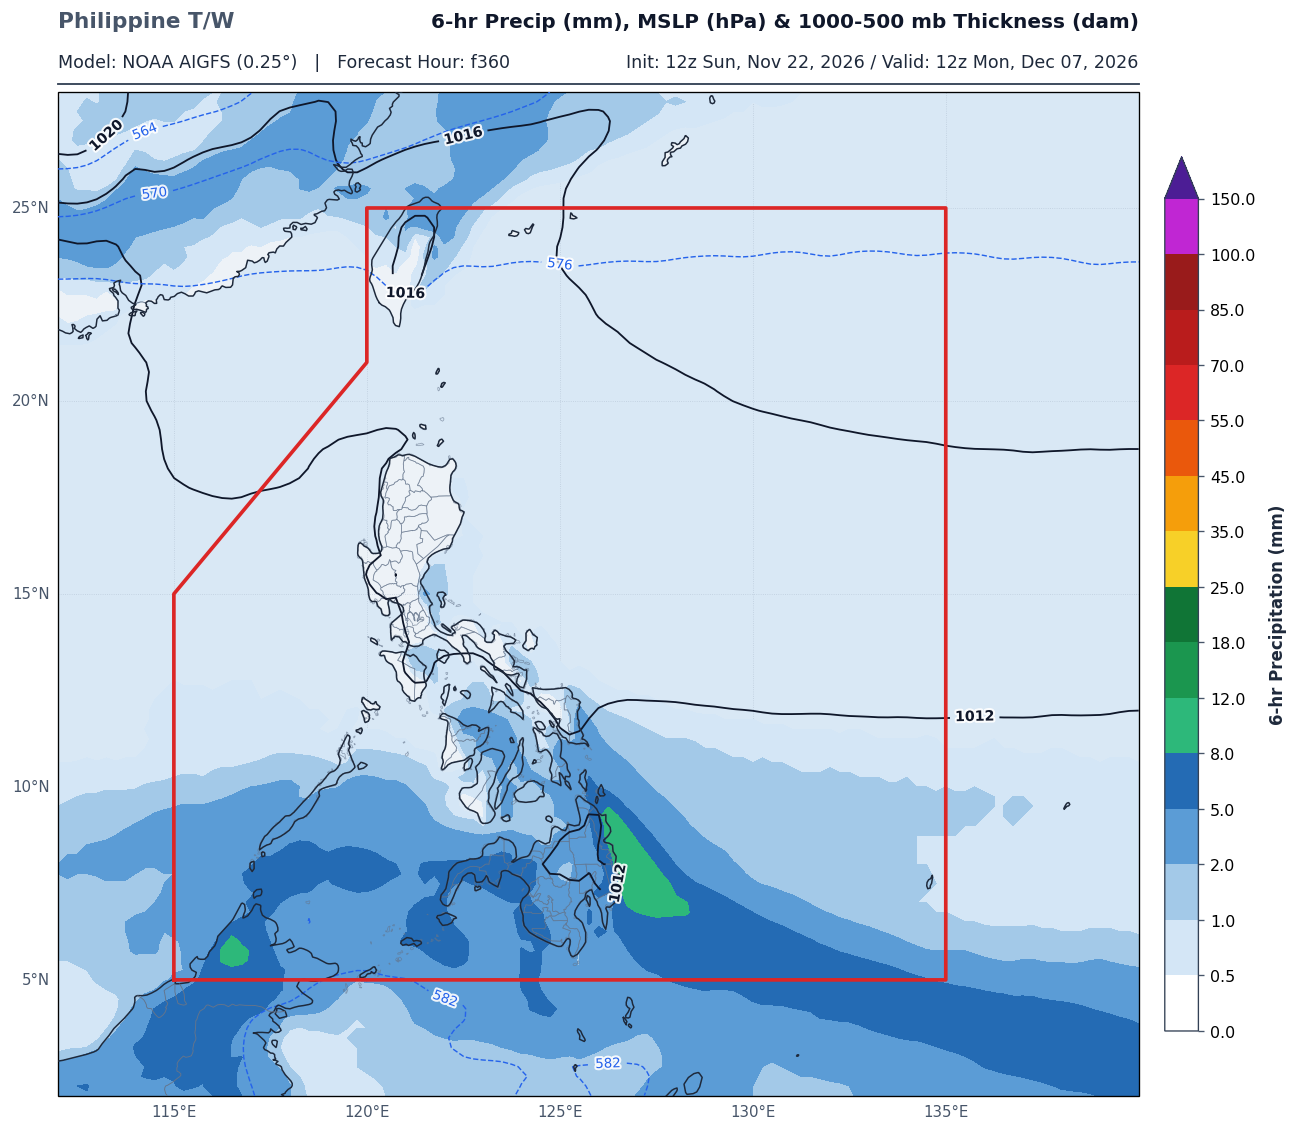 Philippine T/W
6-hr Precip (mm), MSLP (hPa) & 1000-500 mb Thickness (dam)
Model: NOAA AIGFS (0.25°) | Forecast Hour: f360
Init: 12z Sun, Nov 22, 2026 / Valid: 12z Mon, Dec 07, 2026
1020
564
1016
570
576
1016
1012
1012
582
582
25°N
20°N
15°N
10°N
5°N
115°E
120°E
125°E
130°E
135°E
150.0
100.0
85.0
70.0
55.0
45.0
35.0
25.0
18.0
12.0
8.0
5.0
2.0
1.0
0.5
0.0
6-hr Precipitation (mm)